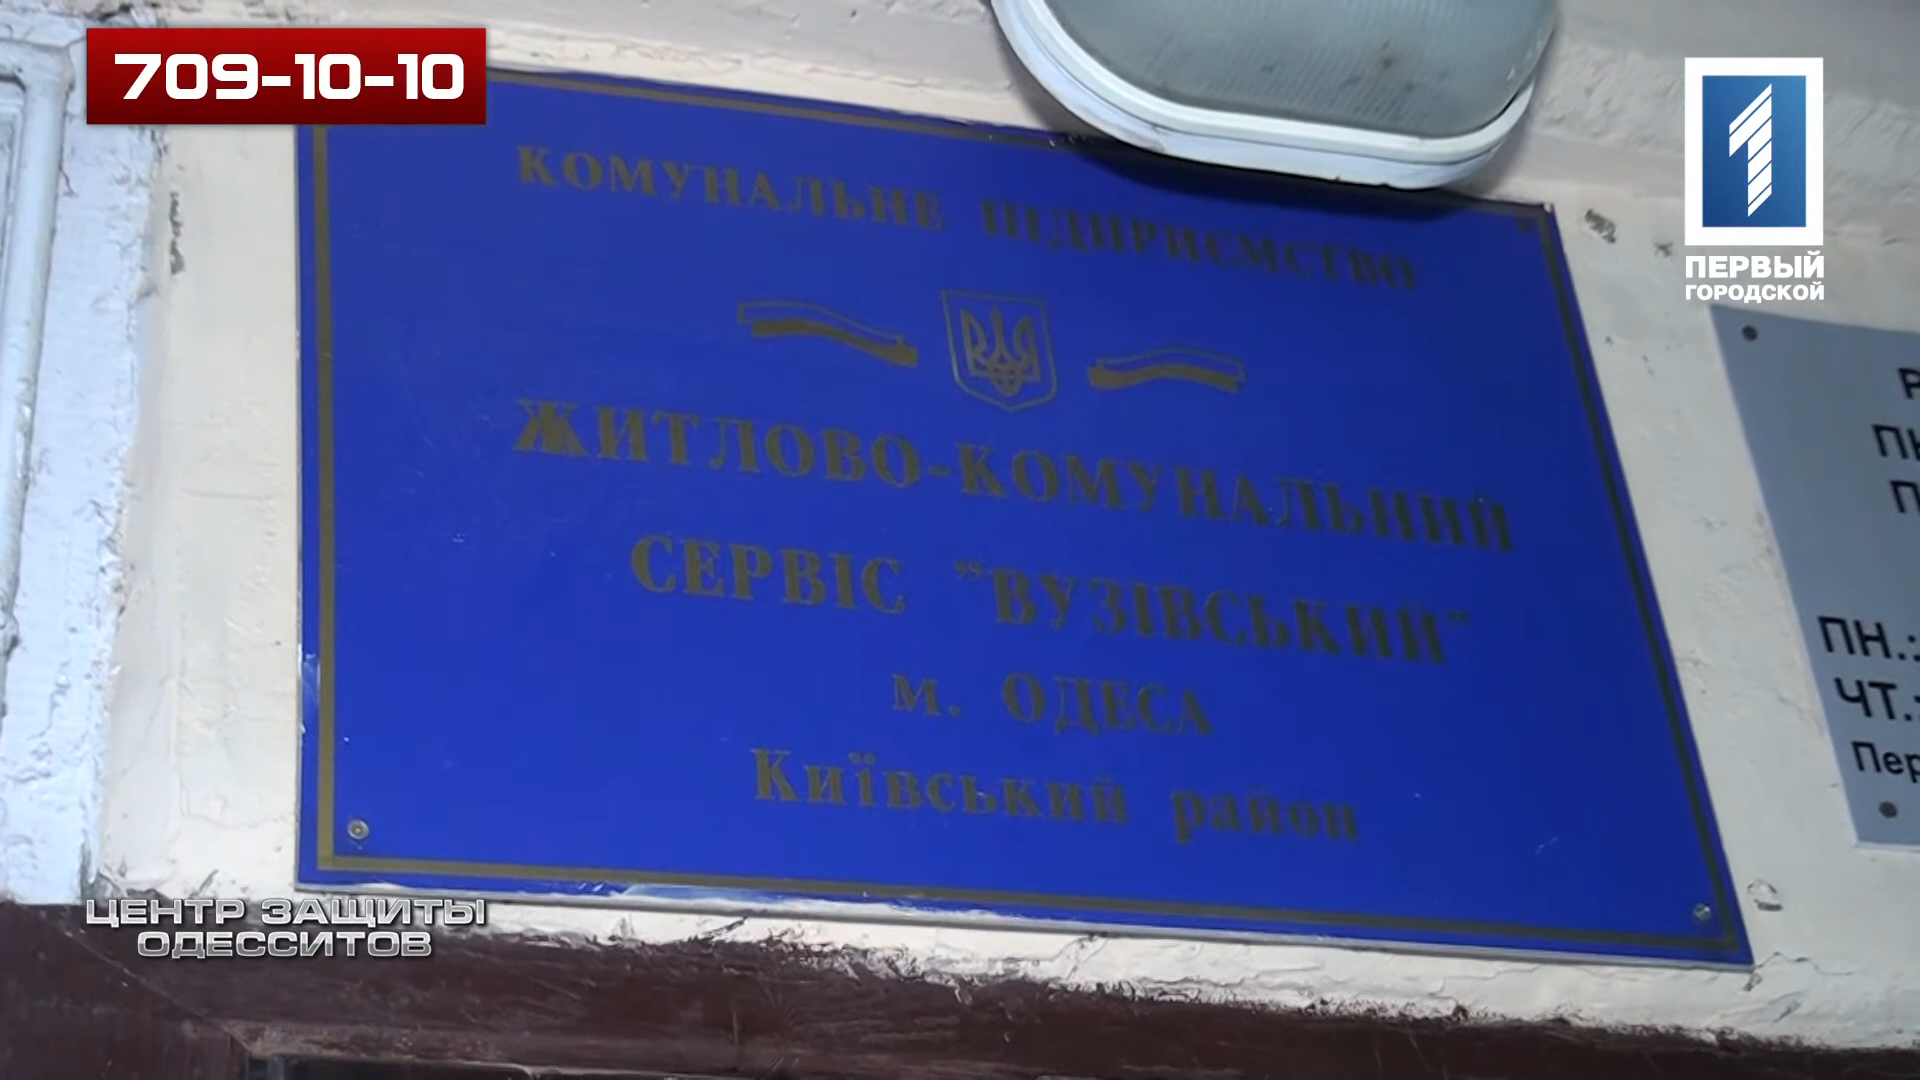 709-10-10
КОМУНАЛЬНЕ ПІДПРИЄМСТВО
ЖИТЛОВО-КОМУНАЛЬНИЙ
СЕРВІС "ВУЗІВСЬКИЙ"
м. ОДЕСА
Київський район
ПЕРВЫЙ
ГОРОДСКОЙ
ПН.:
ЧТ.:
ЦЕНТР ЗАЩИТЫ
ОДЕССИТОВ